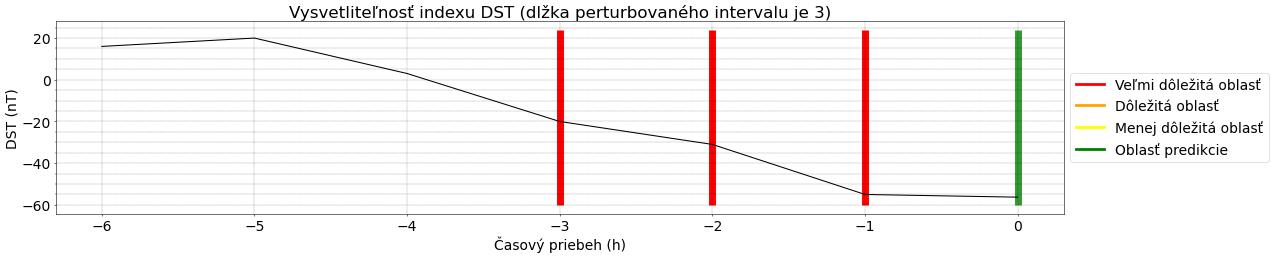 Vysvetliteľnosť indexu DST (dĺžka perturbovaného intervalu je 3)
DST (nT)
20
0
−20
−40
−60
−6
−5
−4
−3
−2
−1
0
Časový priebeh (h)
Veľmi dôležitá oblasť
Dôležitá oblasť
Menej dôležitá oblasť
Oblasť predikcie